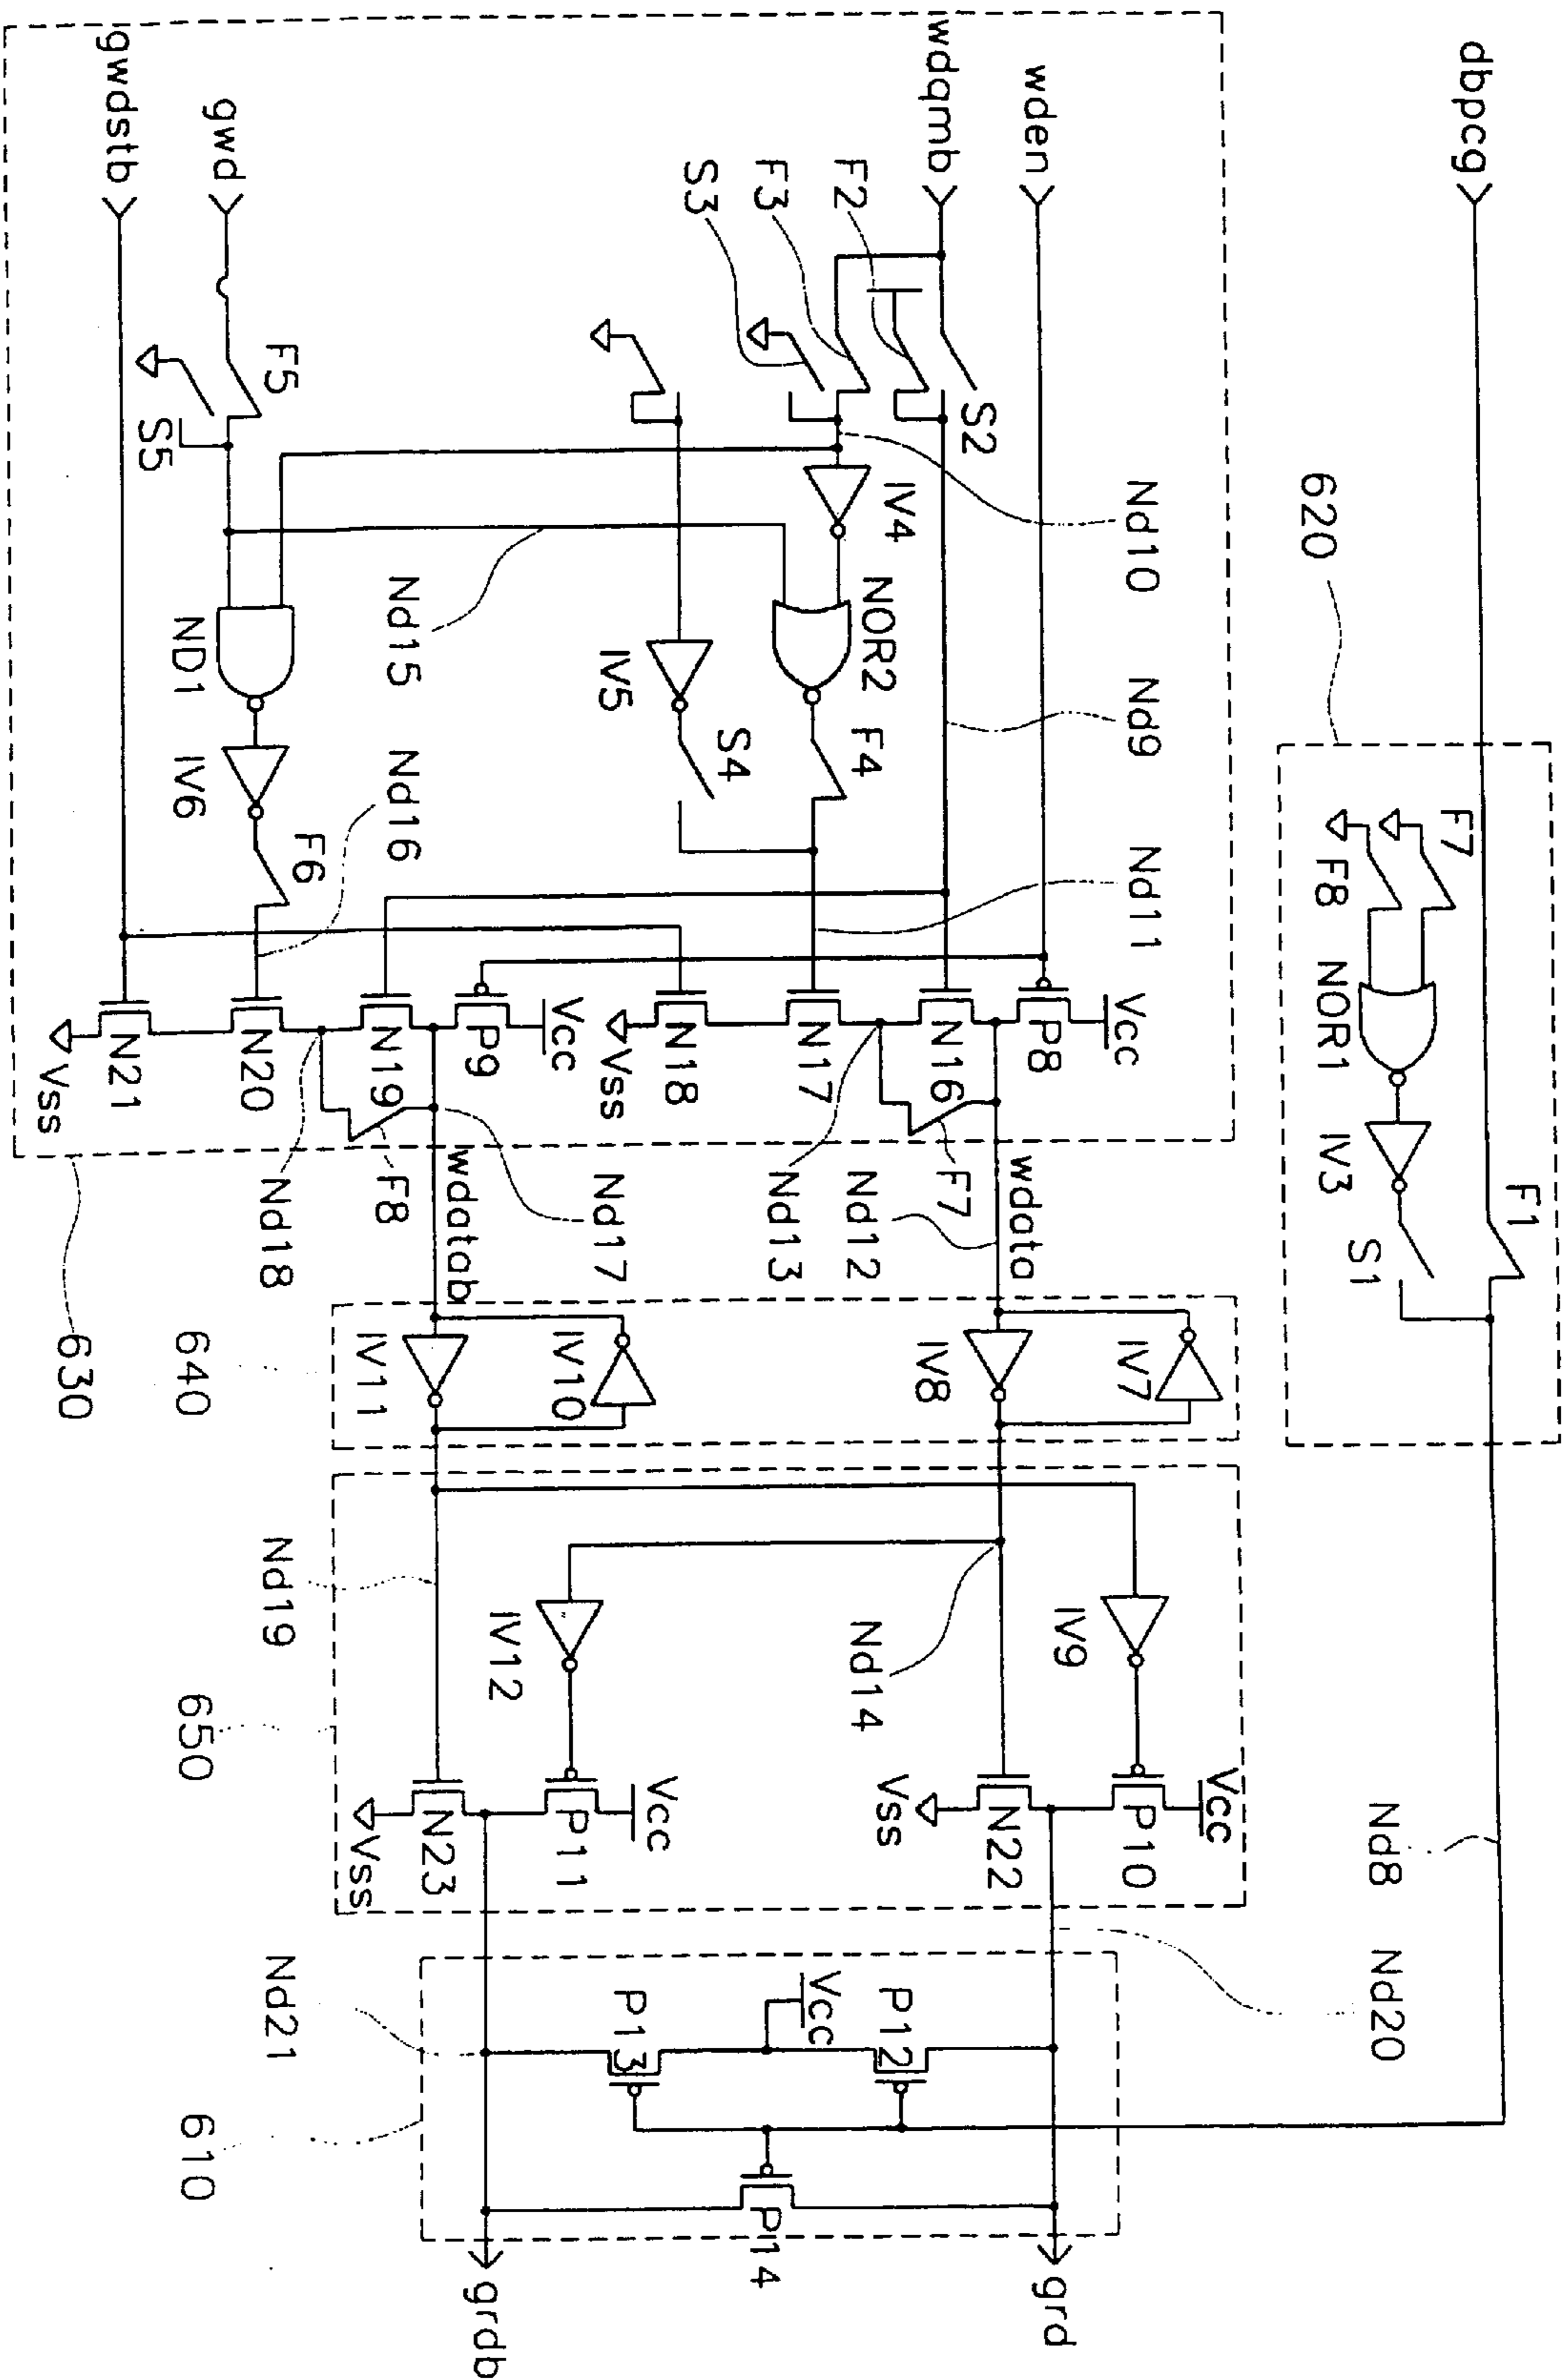 dbpcg
620
F7
F8
NOR1
IV3
F1
S1
Nd8
Nd20
wden
wdqmb
F2
F3
S3
S2
Nd10
IV4
NOR2
Nd9
F4
Nd11
IV5
S4
Vcc
P8
N16
N17
N18
Vss
F7
Nd13
Nd12
wdata
IV7
IV8
IV9
Nd14
IV12
Vcc
P10
N22
Vss
gwd
gwdstb
F5
S5
Nd15
ND1
IV6
Nd16
F6
Vcc
P9
N19
N20
N21
Vss
F8
Nd18
Nd17
wdatab
630
IV10
IV11
640
Nd19
650
Vcc
P11
N23
Vss
P12
Vcc
P13
P14
Nd21
610
grd
grdb